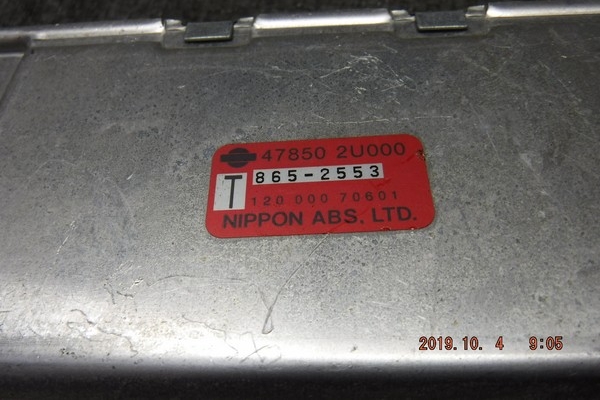 47850 2U000
T 865-2553
120 000 70601
NIPPON ABS, LTD.
2019.10. 4 9:05